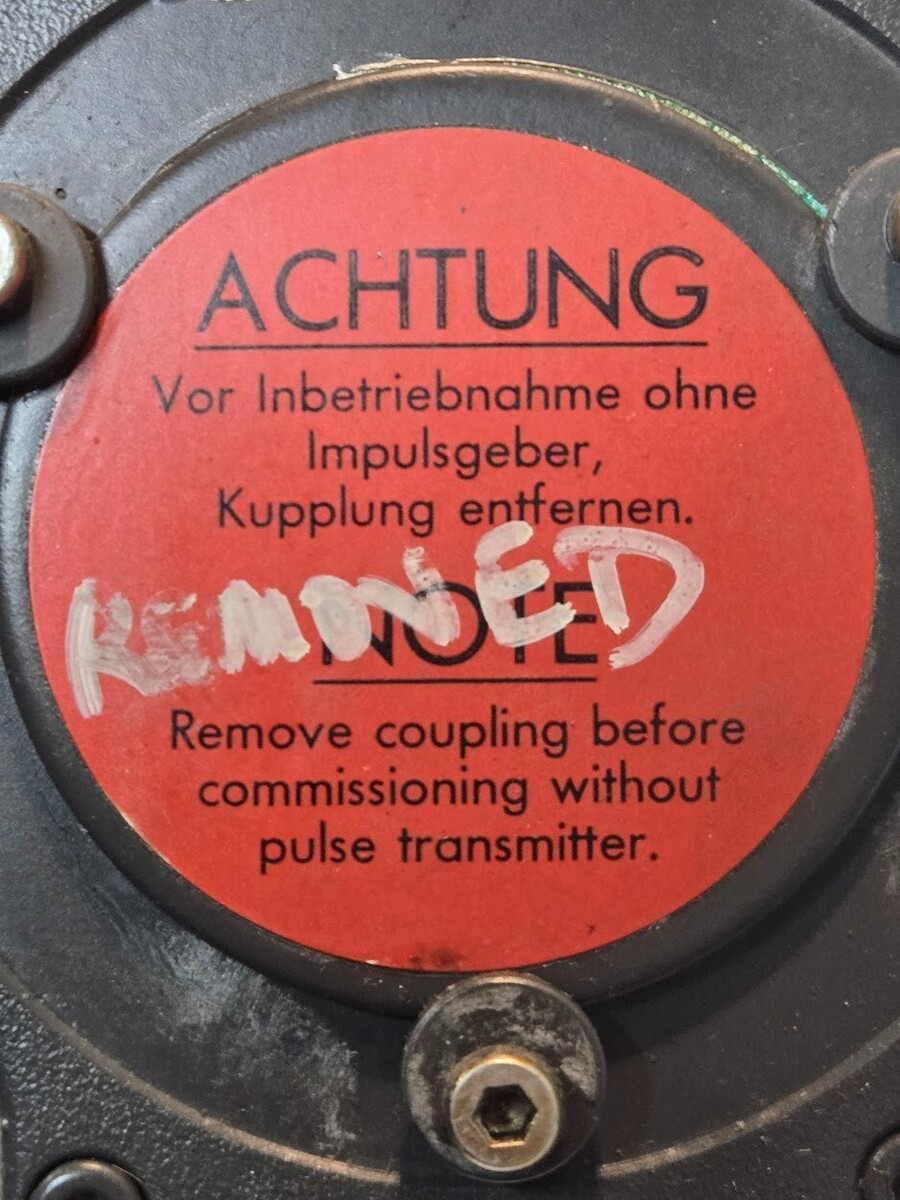 ACHTUNG
Vor Inbetriebnahme ohne
Impulsgeber,
Kupplung entfernen.
REMOVED
NOTE
Remove coupling before
commissioning without
pulse transmitter.